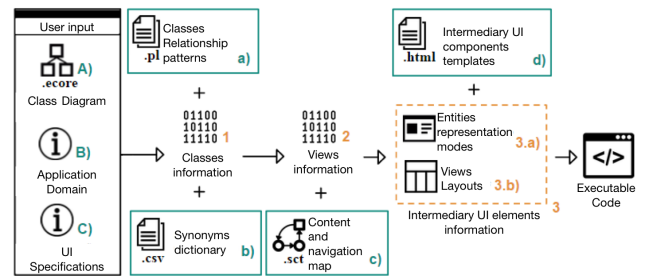 User input
A)
.ecore
Class Diagram
B)
Application
Domain
C)
UI
Specifications
Classes
Relationship
patterns
.pl
a)
+
01100
10110
11110
1
Classes
information
+
Synonyms
dictionary
.csv
b)
01100
10110
11110
2
Views
information
+
Content
and
navigation
map
.sct
c)
Intermediary UI
components
templates
.html
d)
+
Entities
representation
modes
3.a)
Views
Layouts
3.b)
3
Intermediary UI elements
information
</>
Executable
Code